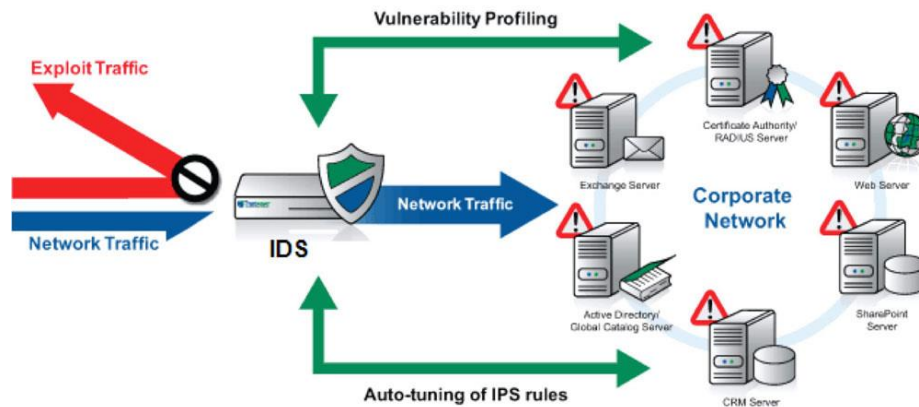 Vulnerability Profiling
Exploit Traffic
Network Traffic
IDS
Network Traffic
Certificate Authority/
RADIUS Server
Exchange Server
Web Server
Corporate
Network
Active Directory/
Global Catalog Server
SharePoint
Server
CRM Server
Auto-tuning of IPS rules